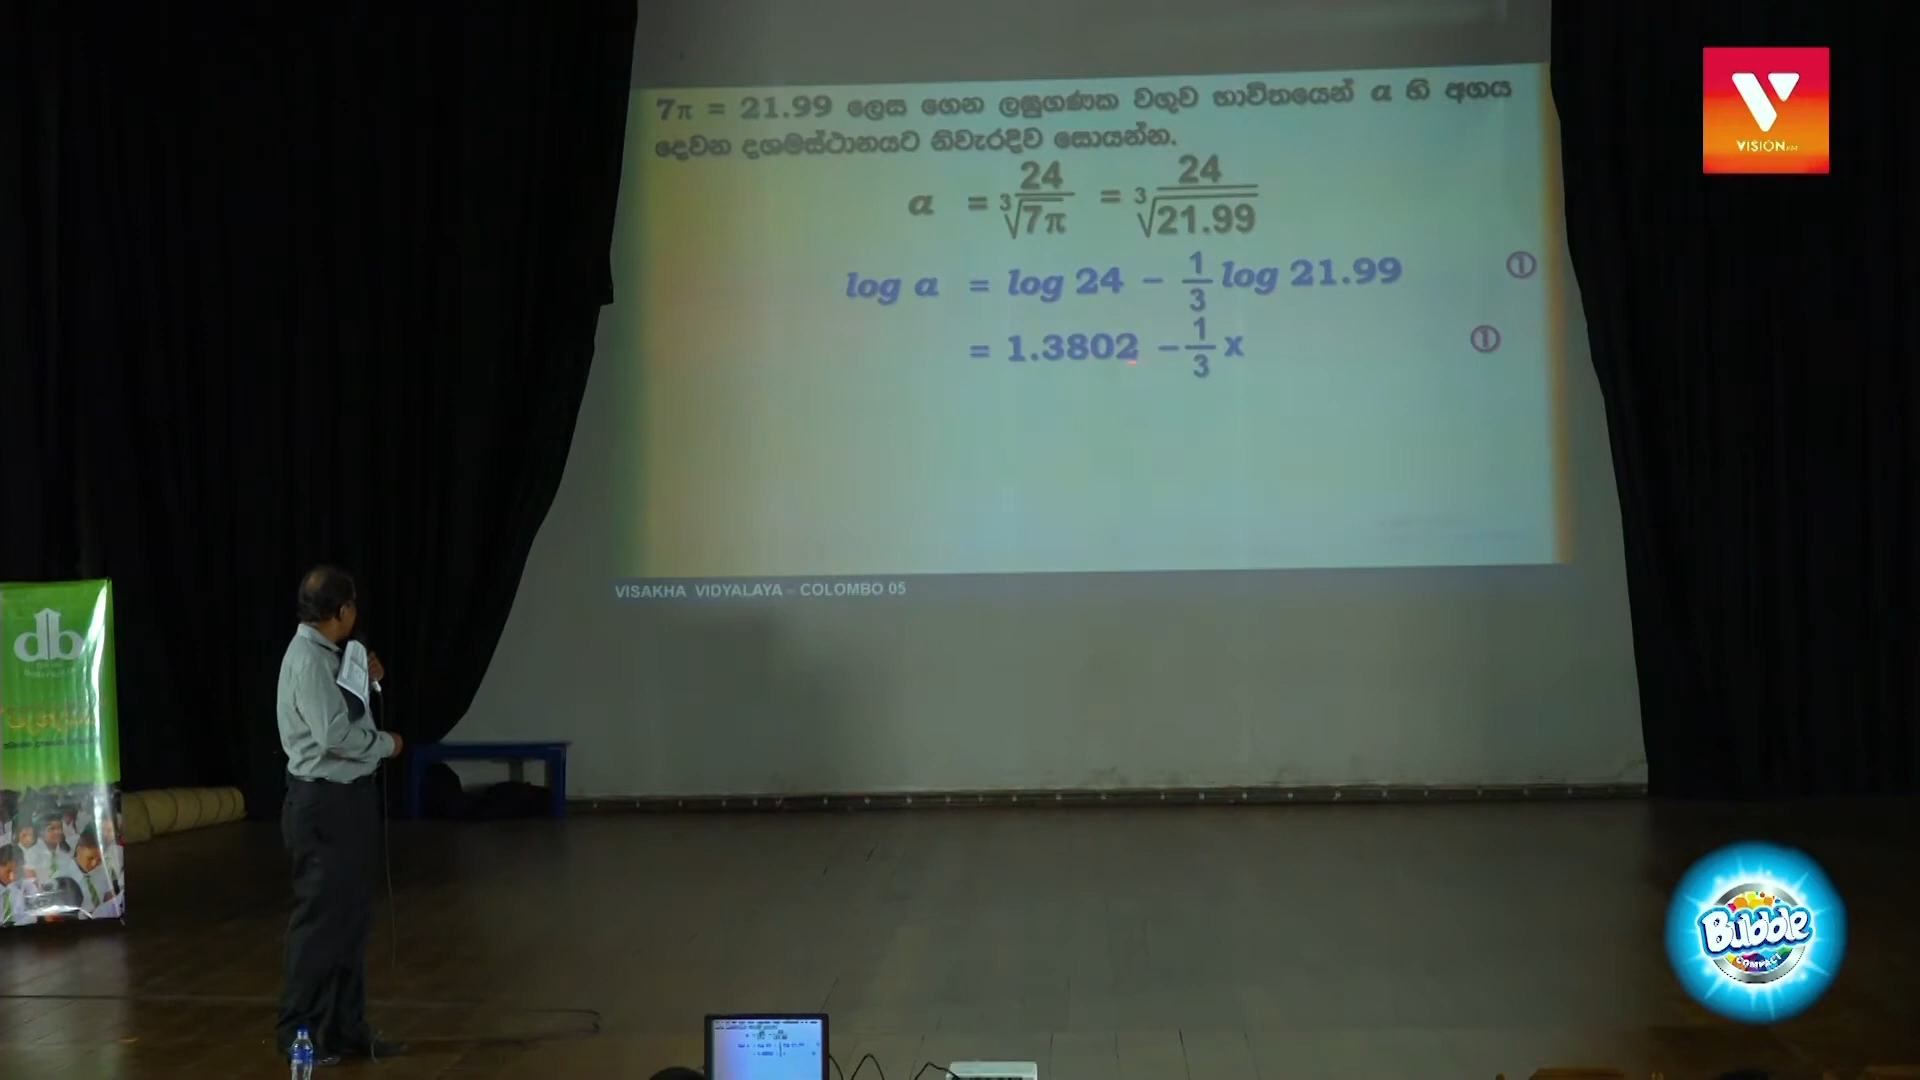 7π = 21.99 ලෙස ගෙන ලඝුගණක වගුව භාවිතයෙන් a හි අගය
දෙවන දශමස්ථානයට නිවැරදිව සොයන්න.
a = 24/∛7π = 24/∛21.99
log a = log 24 − 1/3 log 21.99 ①
= 1.3802 − 1/3 x ①
VISAKHA VIDYALAYA – COLOMBO 05
VISION
db
Bubble
COMPACT